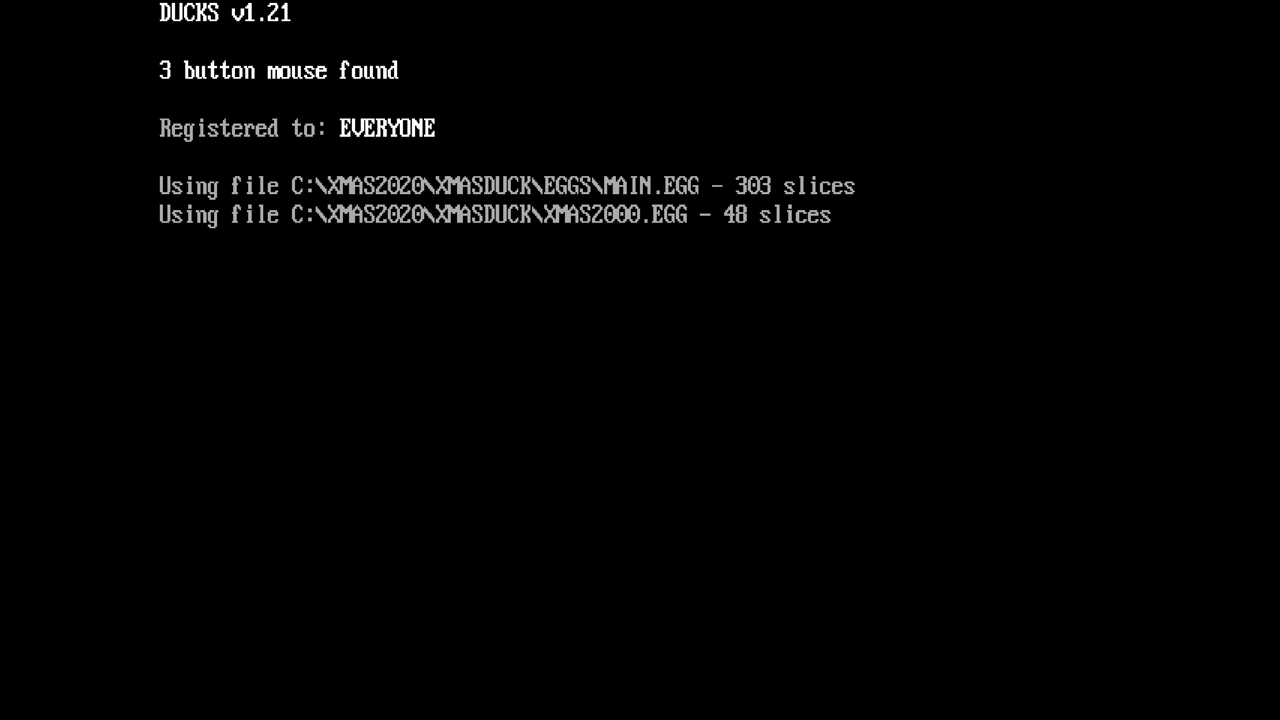 DUCKS v1.21
3 button mouse found
Registered to: EVERYONE
Using file C:\XMAS2020\XMASDUCK\EGGS\MAIN.EGG - 303 slices
Using file C:\XMAS2020\XMASDUCK\XMAS2000.EGG - 48 slices